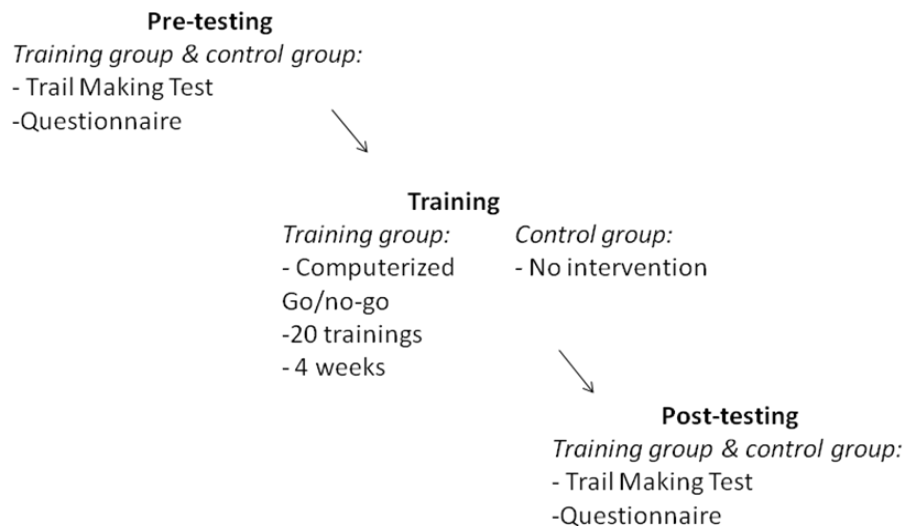 Pre-testing
Training group & control group:
- Trail Making Test
-Questionnaire
Training
Training group:
- Computerized
Go/no-go
-20 trainings
- 4 weeks
Control group:
- No intervention
Post-testing
Training group & control group:
- Trail Making Test
-Questionnaire